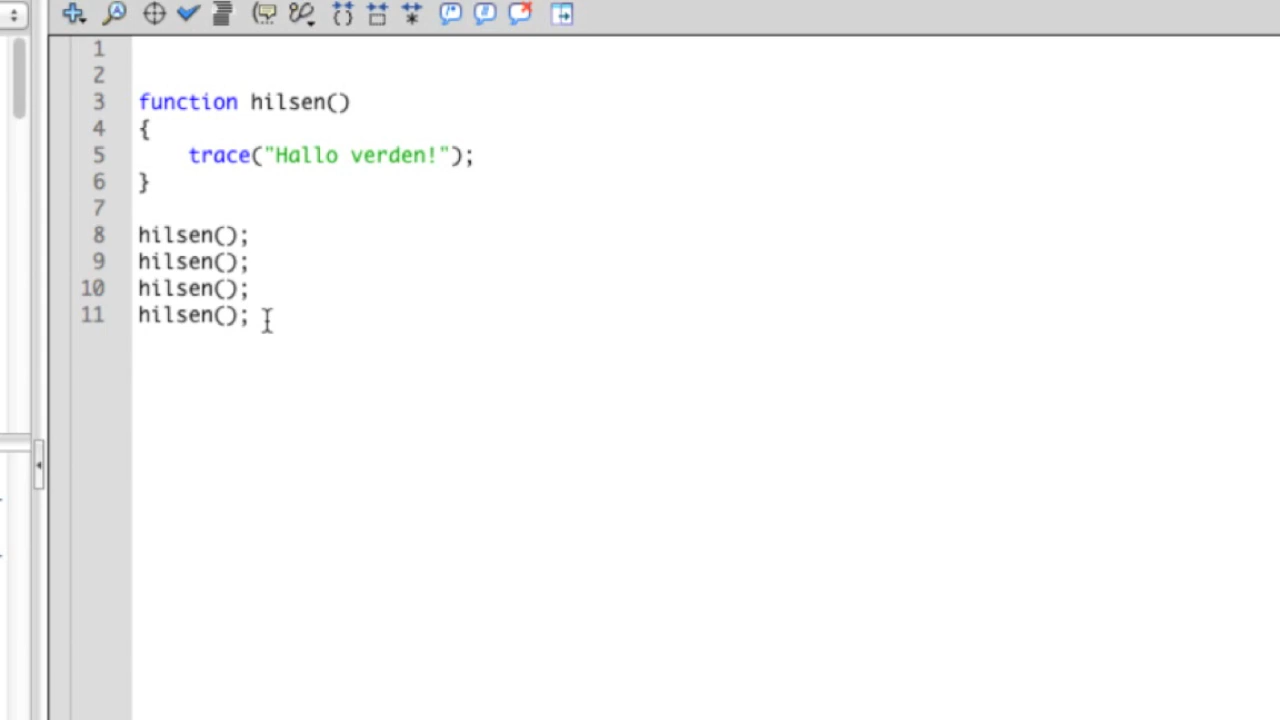 1
2
3 function hilsen()
4 {
5 trace("Hallo verden!");
6 }
7
8 hilsen();
9 hilsen();
10 hilsen();
11 hilsen();